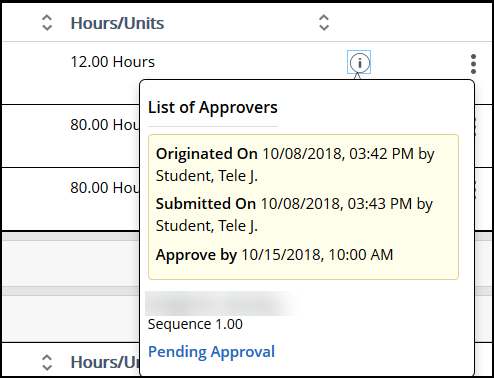 Hours/Units
12.00 Hours
List of Approvers
80.00 Hou
Originated On 10/08/2018, 03:42 PM by
Student, Tele J.
80.00 Hou
Submitted On 10/08/2018, 03:43 PM by
Student, Tele J.
Approve by 10/15/2018, 10:00 AM
Sequence 1.00
Pending Approval
Hours/Un